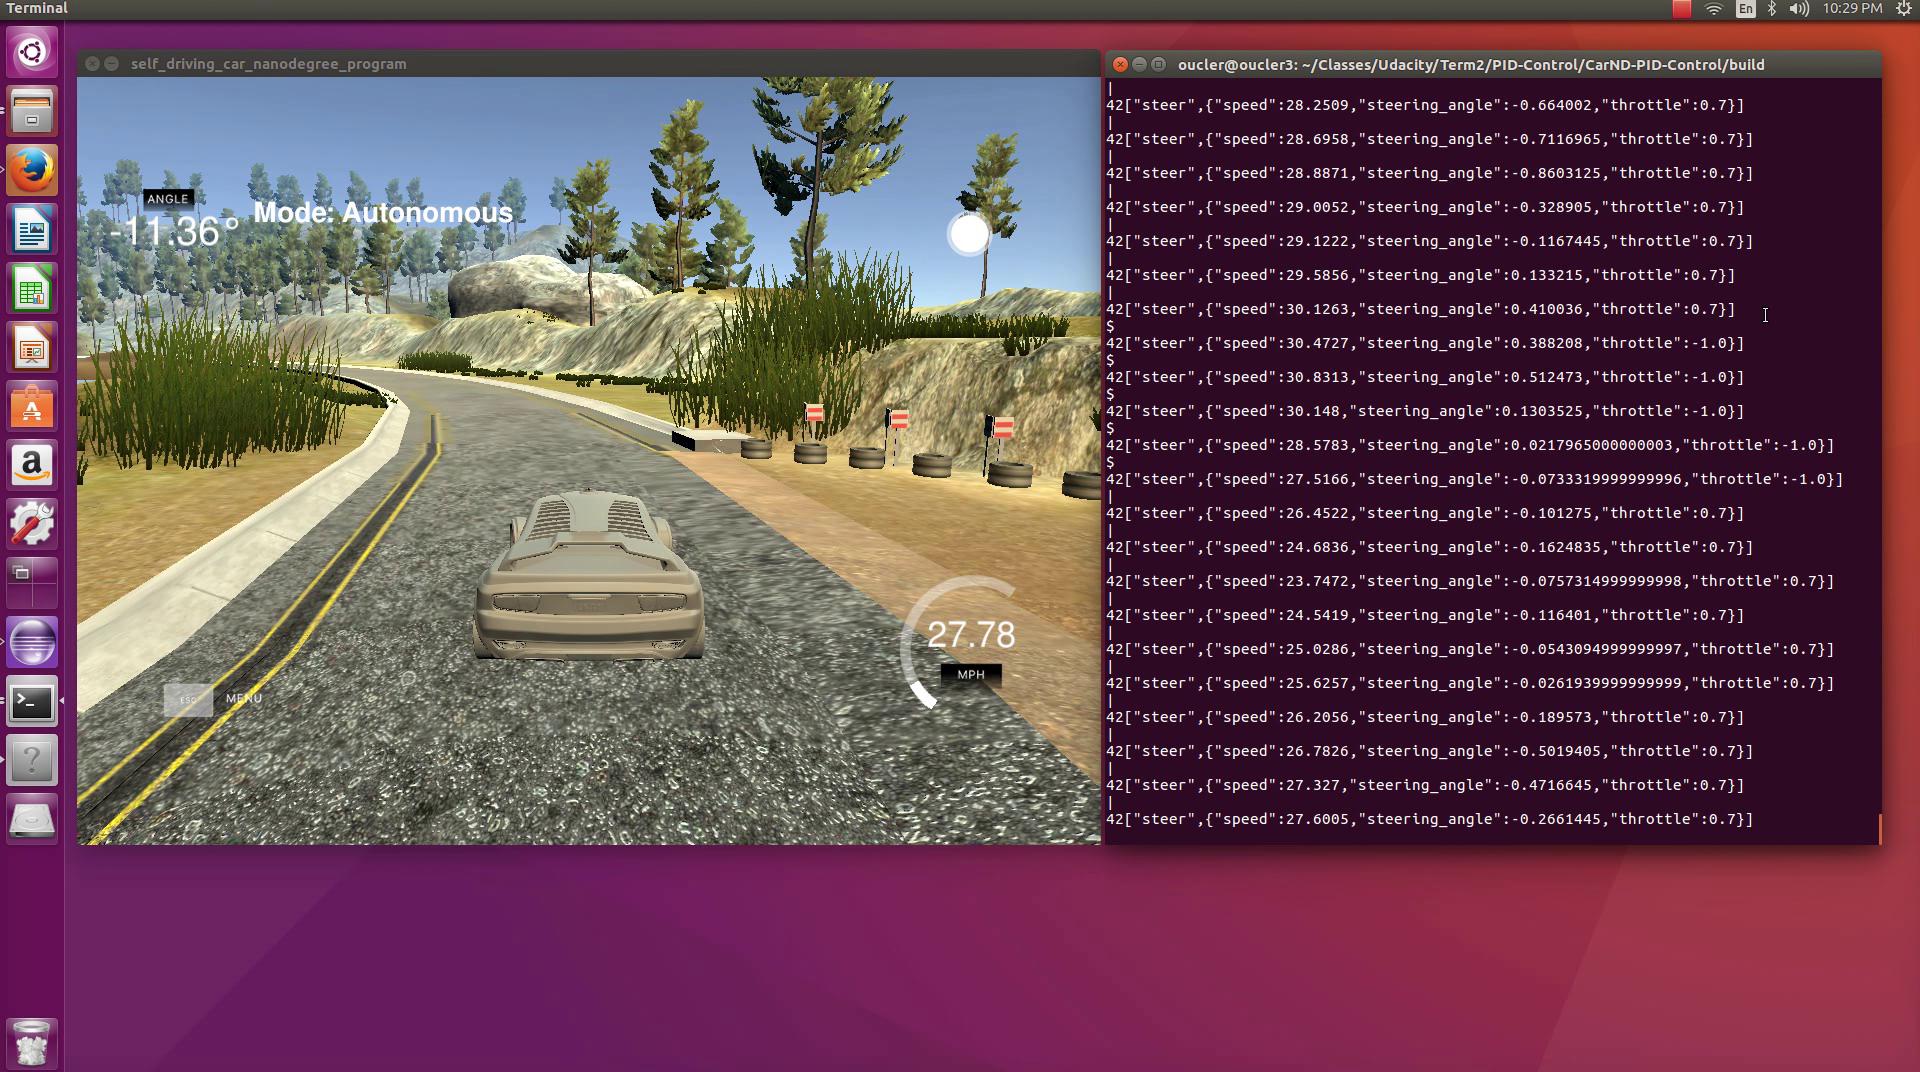 Terminal
En
10:29 PM
self_driving_car_nanodegree_program
ANGLE
-11.36°
Mode: Autonomous
27.78
MPH
ESC
MENU
oucler@oucler3: ~/Classes/Udacity/Term2/PID-Control/CarND-PID-Control/build
|
42["steer",{"speed":28.2509,"steering_angle":-0.664002,"throttle":0.7}]
|
42["steer",{"speed":28.6958,"steering_angle":-0.7116965,"throttle":0.7}]
|
42["steer",{"speed":28.8871,"steering_angle":-0.8603125,"throttle":0.7}]
|
42["steer",{"speed":29.0052,"steering_angle":-0.328905,"throttle":0.7}]
|
42["steer",{"speed":29.1222,"steering_angle":-0.1167445,"throttle":0.7}]
|
42["steer",{"speed":29.5856,"steering_angle":0.133215,"throttle":0.7}]
|
42["steer",{"speed":30.1263,"steering_angle":0.410036,"throttle":0.7}]
$
42["steer",{"speed":30.4727,"steering_angle":0.388208,"throttle":-1.0}]
$
42["steer",{"speed":30.8313,"steering_angle":0.512473,"throttle":-1.0}]
$
42["steer",{"speed":30.148,"steering_angle":0.1303525,"throttle":-1.0}]
$
42["steer",{"speed":28.5783,"steering_angle":0.0217965000000003,"throttle":-1.0}]
$
42["steer",{"speed":27.5166,"steering_angle":-0.0733319999999996,"throttle":-1.0}]
|
42["steer",{"speed":26.4522,"steering_angle":-0.101275,"throttle":0.7}]
|
42["steer",{"speed":24.6836,"steering_angle":-0.1624835,"throttle":0.7}]
|
42["steer",{"speed":23.7472,"steering_angle":-0.0757314999999998,"throttle":0.7}]
|
42["steer",{"speed":24.5419,"steering_angle":-0.116401,"throttle":0.7}]
|
42["steer",{"speed":25.0286,"steering_angle":-0.0543094999999997,"throttle":0.7}]
|
42["steer",{"speed":25.6257,"steering_angle":-0.0261939999999999,"throttle":0.7}]
|
42["steer",{"speed":26.2056,"steering_angle":-0.189573,"throttle":0.7}]
|
42["steer",{"speed":26.7826,"steering_angle":-0.5019405,"throttle":0.7}]
|
42["steer",{"speed":27.327,"steering_angle":-0.4716645,"throttle":0.7}]
|
42["steer",{"speed":27.6005,"steering_angle":-0.2661445,"throttle":0.7}]